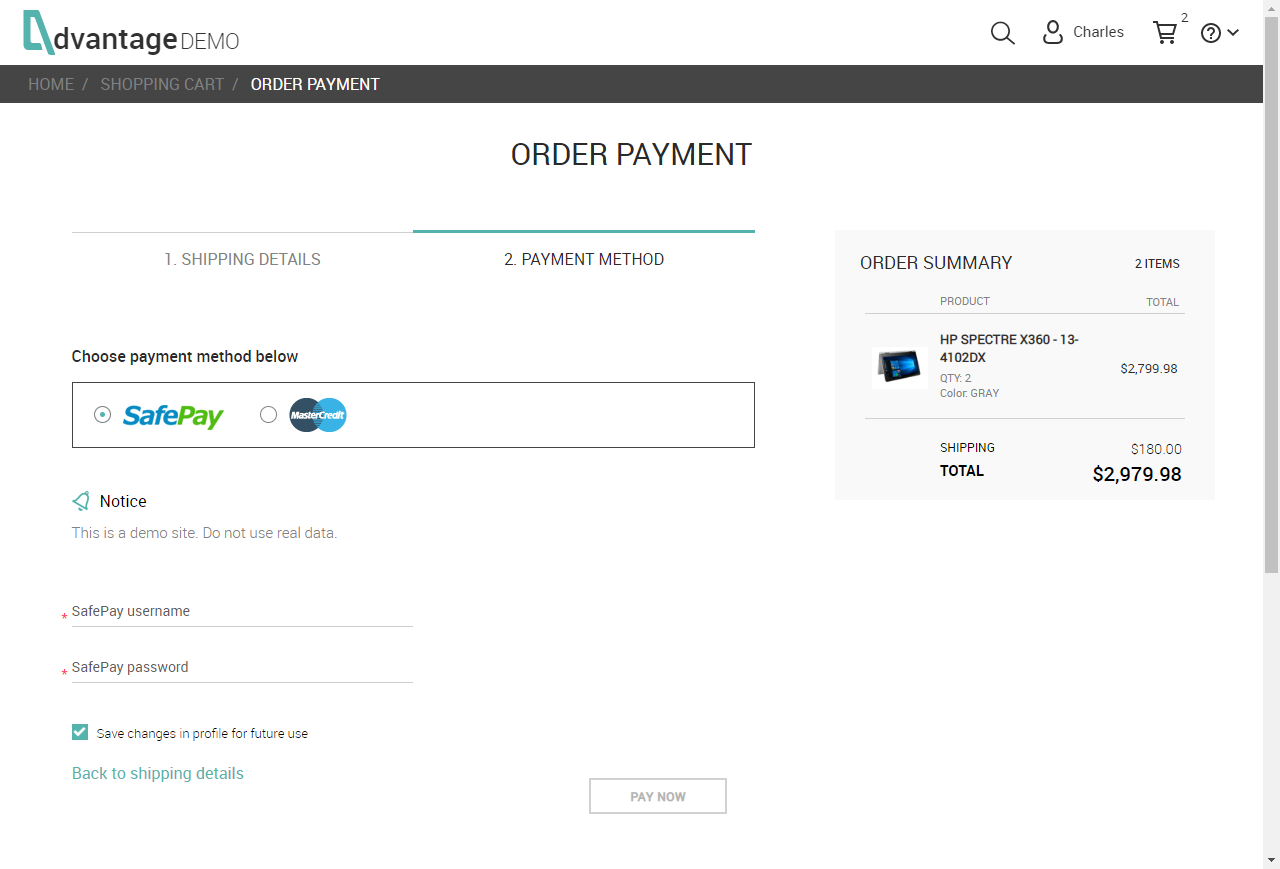 dvantage DEMO
Charles
2
HOME / SHOPPING CART / ORDER PAYMENT
ORDER PAYMENT
1. SHIPPING DETAILS
2. PAYMENT METHOD
Choose payment method below
SafePay
MasterCredit
Notice
This is a demo site. Do not use real data.
* SafePay username
* SafePay password
Save changes in profile for future use
Back to shipping details
PAY NOW
ORDER SUMMARY
2 ITEMS
PRODUCT
TOTAL
HP SPECTRE X360 - 13-
4102DX
QTY: 2
Color: GRAY
$2,799.98
SHIPPING
$180.00
TOTAL
$2,979.98